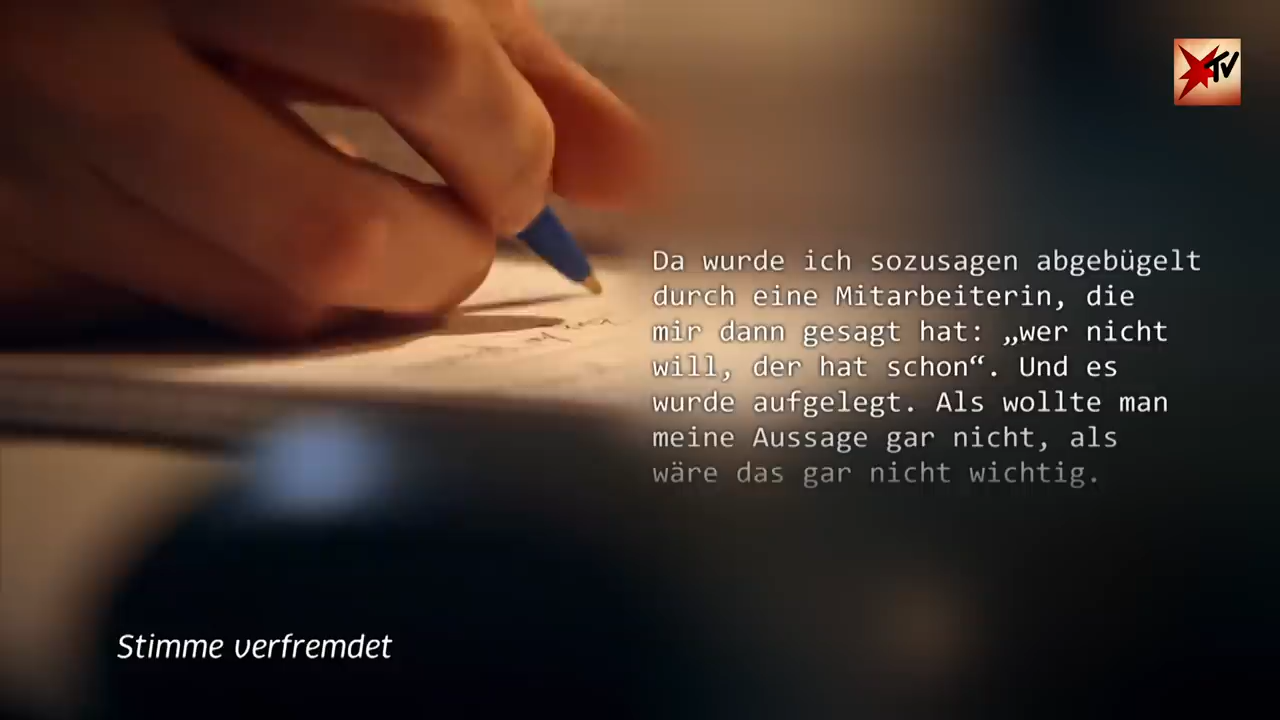 TV
Da wurde ich sozusagen abgebügelt
durch eine Mitarbeiterin, die
mir dann gesagt hat: „wer nicht
will, der hat schon“. Und es
wurde aufgelegt. Als wollte man
meine Aussage gar nicht, als
wäre das gar nicht wichtig.
Stimme verfremdet